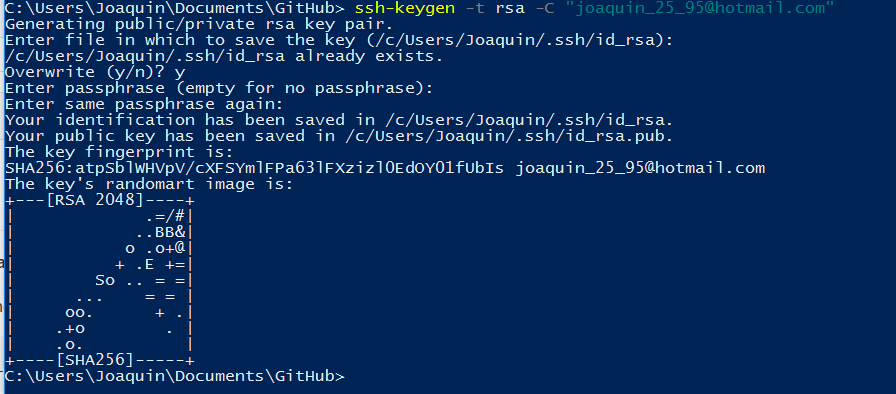 C:\Users\Joaquin\Documents\GitHub> ssh-keygen -t rsa -C "joaquin_25_95@hotmail.com"
Generating public/private rsa key pair.
Enter file in which to save the key (/c/Users/Joaquin/.ssh/id_rsa):
/c/Users/Joaquin/.ssh/id_rsa already exists.
Overwrite (y/n)? y
Enter passphrase (empty for no passphrase):
Enter same passphrase again:
Your identification has been saved in /c/Users/Joaquin/.ssh/id_rsa.
Your public key has been saved in /c/Users/Joaquin/.ssh/id_rsa.pub.
The key fingerprint is:
SHA256:atpSblWHVpV/cXFSYmlFPa63lFXzizl0EdOY01fUbIs joaquin_25_95@hotmail.com
The key's randomart image is:
+---[RSA 2048]----+
|             .=/#|
|            ..BB&|
|           o .o+@|
|          + .E +=|
|        So .. = =|
|      ...    = = |
|     oo.      + .|
|    .+o        . |
|    .o.          |
+----[SHA256]-----+
C:\Users\Joaquin\Documents\GitHub>